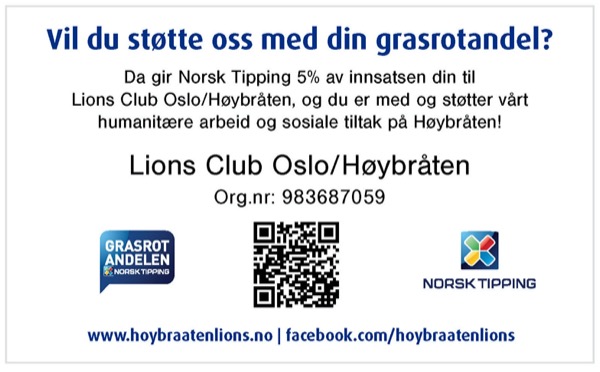 Vil du støtte oss med din grasrotandel?
Da gir Norsk Tipping 5% av innsatsen din til
Lions Club Oslo/Høybråten, og du er med og støtter vårt
humanitære arbeid og sosiale tiltak på Høybråten!
Lions Club Oslo/Høybråten
Org.nr: 983687059
GRASROT
ANDELEN
NORSK TIPPING
NORSK TIPPING
www.hoybraatenlions.no | facebook.com/hoybraatenlions